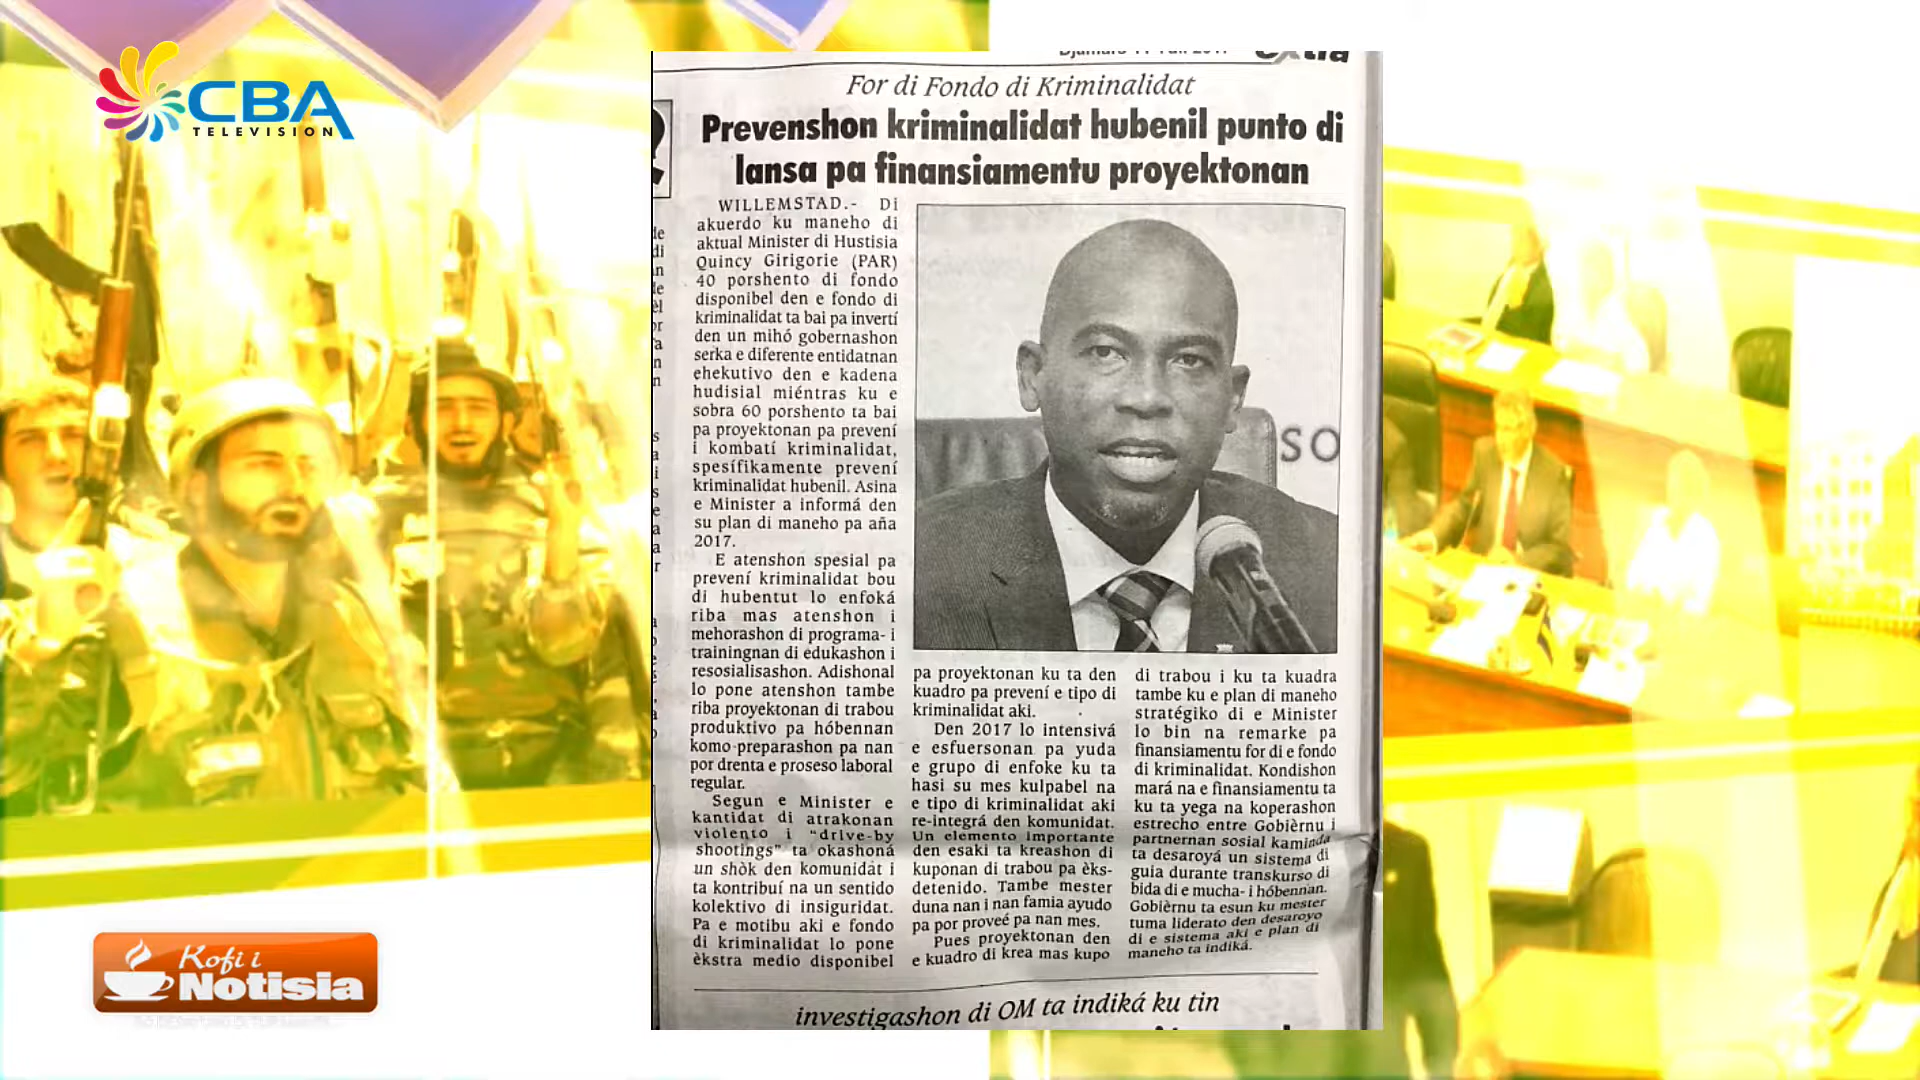 CBA
TELEVISION
extra
For di Fondo di Kriminalidat
Prevenshon kriminalidat hubenil punto di
lansa pa finansiamentu proyektonan
WILLEMSTAD.- Di
akuerdo ku maneho di
aktual Minister di Hustisia
Quincy Girigorie (PAR)
40 porshento di fondo
disponibel den e fondo di
kriminalidat ta bai pa invertí
den un mihó gobernashon
serka e diferente entidatnan
ehekutivo den e kadena
hudisial miéntras ku e
sobra 60 porshento ta bai
pa proyektonan pa prevení
i kombatí kriminalidat,
spesífikamente prevení
kriminalidat hubenil. Asina
e Minister a informá den
su plan di maneho pa aña
2017.
E atenshon spesial pa
prevení kriminalidat bou
di hubentut lo enfoká
riba mas atenshon i
mehorashon di programa- i
trainingnan di edukashon i
resosialisashon. Adishonal
lo pone atenshon tambe
riba proyektonan di trabou
produktivo pa hóbennan
komo preparashon pa nan
por drenta e proseso laboral
regular.
Segun e Minister e
kantidat di atrakonan
violento i "drive-by
shootings" ta okashoná
un shòk den komunidat i
ta kontribuí na un sentido
kolektivo di insiguridat.
Pa e motibu aki e fondo
di kriminalidat lo pone
èkstra medio disponibel
SO
pa proyektonan ku ta den
kuadro pa prevení e tipo di
kriminalidat aki.
Den 2017 lo intensivá
e esfuersonan pa yuda
e grupo di enfoke ku ta
hasi su mes kulpabel na
e tipo di kriminalidat aki
re-integrá den komunidat.
Un elemento importante
den esaki ta kreashon di
kuponan di trabou pa èks-
detenido. Tambe mester
duna nan i nan famia ayudo
pa por proveé pa nan mes.
Pues proyektonan den
e kuadro di krea mas kupo
di trabou i ku ta kuadra
tambe ku e plan di maneho
stratégiko di e Minister
lo bin na remarke pa
finansiamentu for di e fondo
di kriminalidat. Kondishon
mará na e finansiamentu ta
ku ta yega na koperashon
estrecho entre Gobièrnu i
partnernan sosial kaminda
ta desaroyá un sistema di
guia durante transkurso di
bida di e mucha- i hóbennan.
Gobièrnu ta esun ku mester
tuma liderato den desaroyo
di e sistema aki e plan di
maneho ta indiká.
investigashon di OM ta indiká ku tin
Kofi i
Notisia